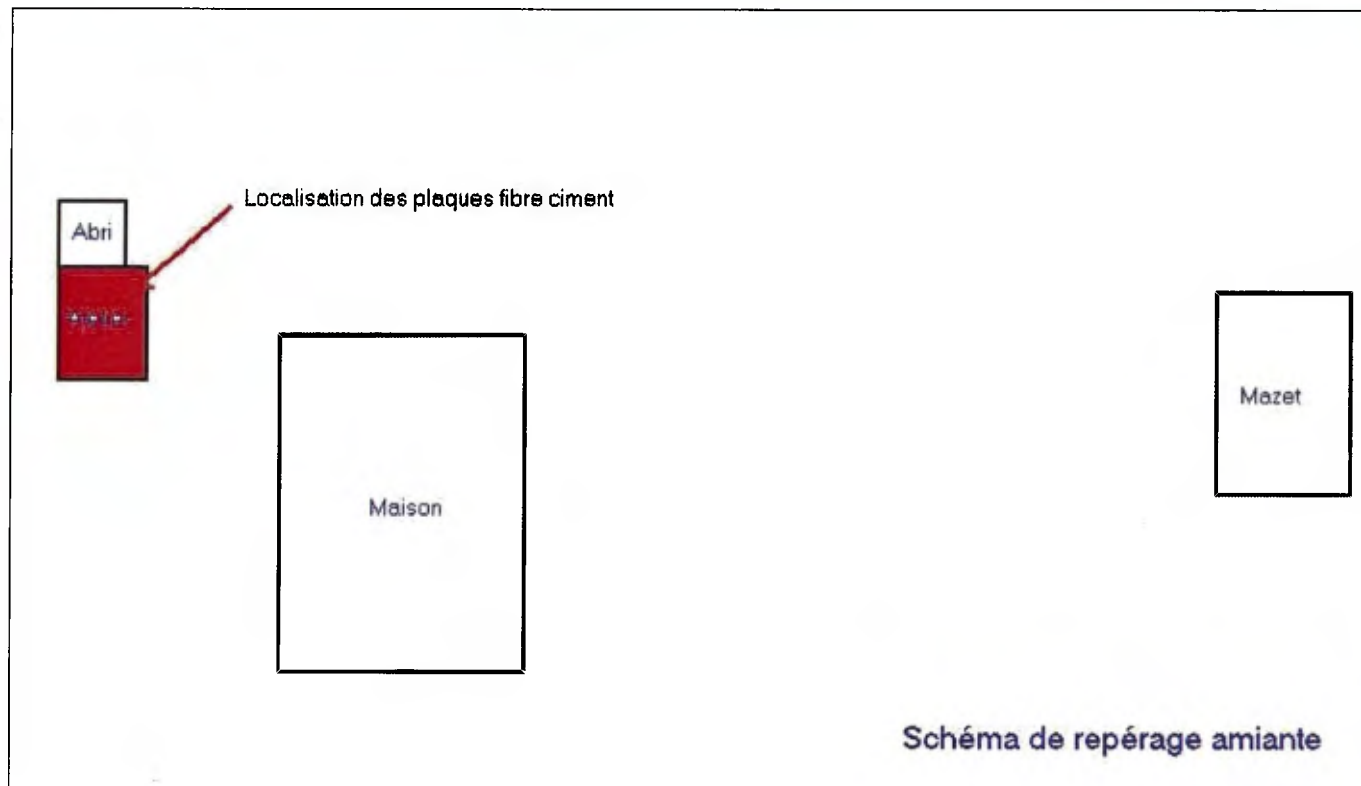 Localisation des plaques fibre ciment
Abri
Mazet
Maison
Schéma de repérage amiante